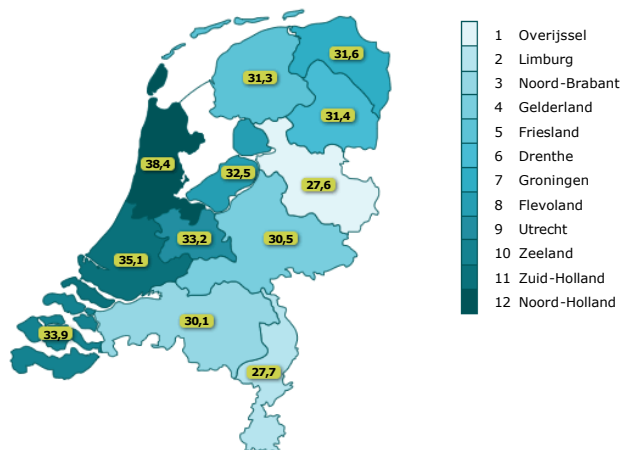 31,6
31,3
31,4
38,4
32,5
27,6
33,2
30,5
35,1
30,1
33,9
27,7
1 Overijssel
2 Limburg
3 Noord-Brabant
4 Gelderland
5 Friesland
6 Drenthe
7 Groningen
8 Flevoland
9 Utrecht
10 Zeeland
11 Zuid-Holland
12 Noord-Holland